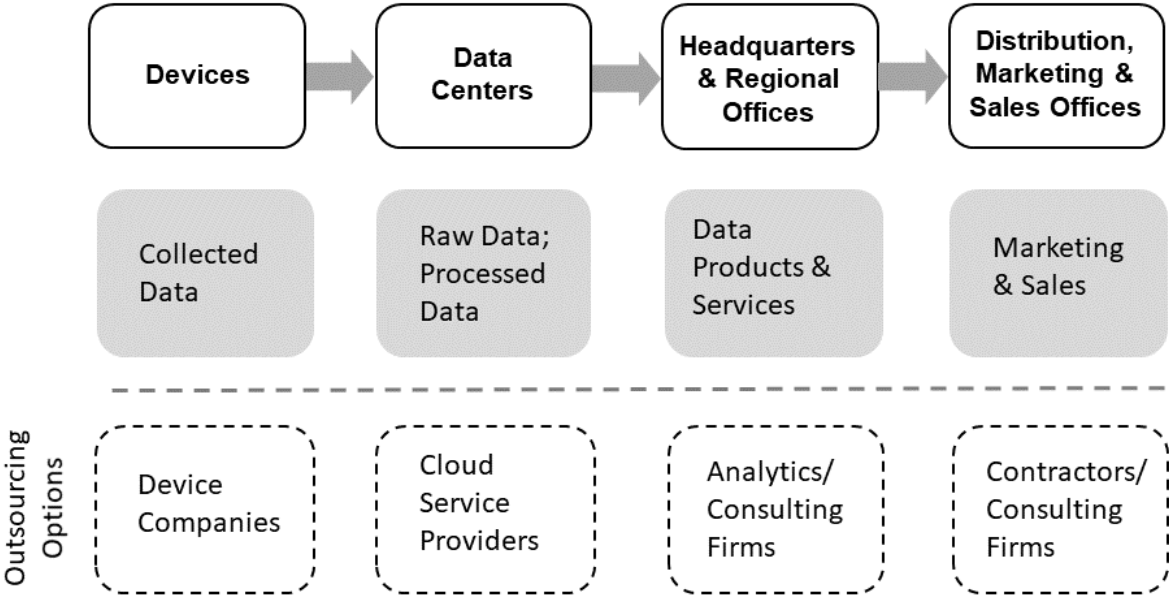 Devices
Data
Centers
Headquarters
& Regional
Offices
Distribution,
Marketing &
Sales Offices
Collected
Data
Raw Data;
Processed
Data
Data
Products &
Services
Marketing
& Sales
Outsourcing
Options
Device
Companies
Cloud
Service
Providers
Analytics/
Consulting
Firms
Contractors/
Consulting
Firms